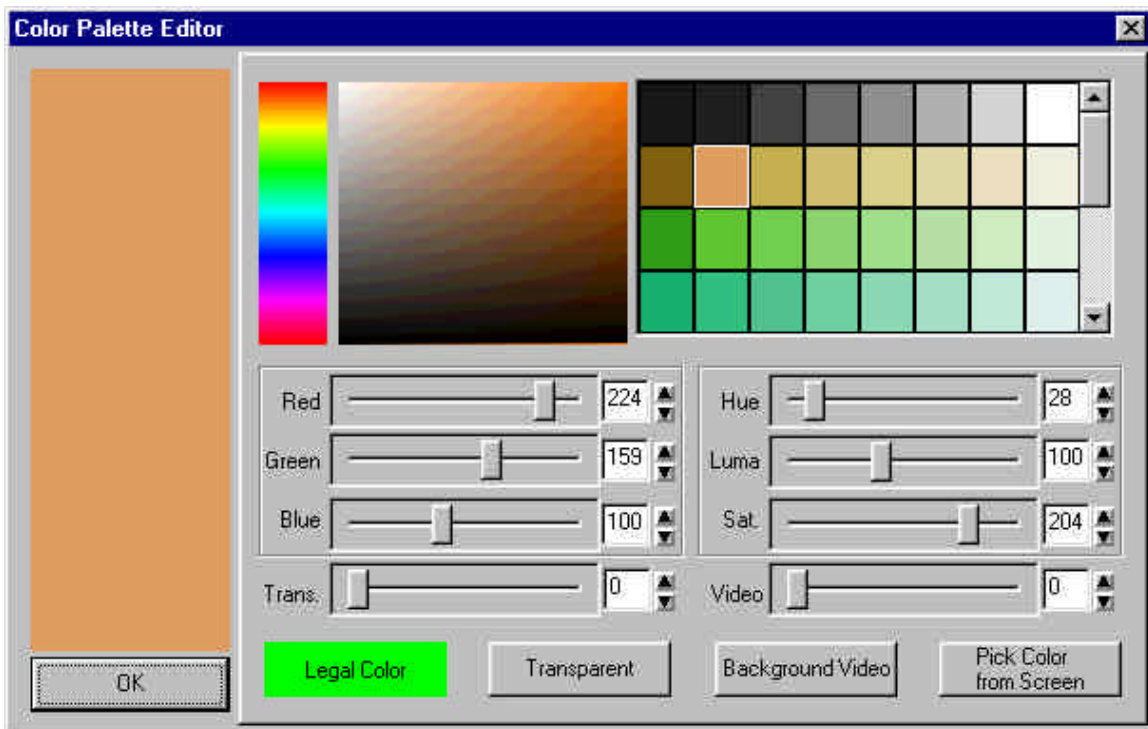 Color Palette Editor
Red 224
Hue 28
Green 159
Luma 100
Blue 100
Sat. 204
Trans. 0
Video 0
OK
Legal Color
Transparent
Background Video
Pick Color
from Screen